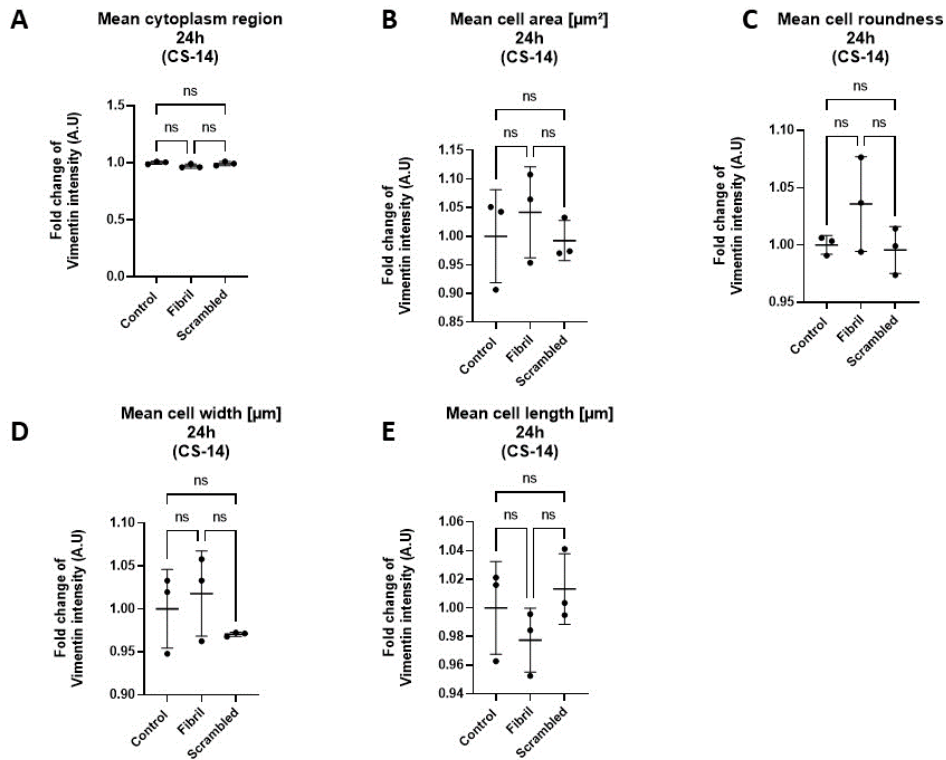 A
Mean cytoplasm region
24h
(CS-14)
ns
ns
ns
Fold change of
Vimentin intensity (A.U)
1.5
1.0
0.5
0.0
Control
Fibril
Scrambled
B
Mean cell area [µm²]
24h
(CS-14)
ns
ns
ns
Fold change of
Vimentin intensity (A.U)
1.15
1.10
1.05
1.00
0.95
0.90
0.85
Control
Fibril
Scrambled
C
Mean cell roundness
24h
(CS-14)
ns
ns
ns
Fold change of
Vimentin intensity (A.U)
1.10
1.05
1.00
0.95
Control
Fibril
Scrambled
D
Mean cell width [µm]
24h
(CS-14)
ns
ns
ns
Fold change of
Vimentin intensity (A.U)
1.10
1.05
1.00
0.95
0.90
Control
Fibril
Scrambled
E
Mean cell length [µm]
24h
(CS-14)
ns
ns
ns
Fold change of
Vimentin intensity (A.U)
1.06
1.04
1.02
1.00
0.98
0.96
0.94
Control
Fibril
Scrambled